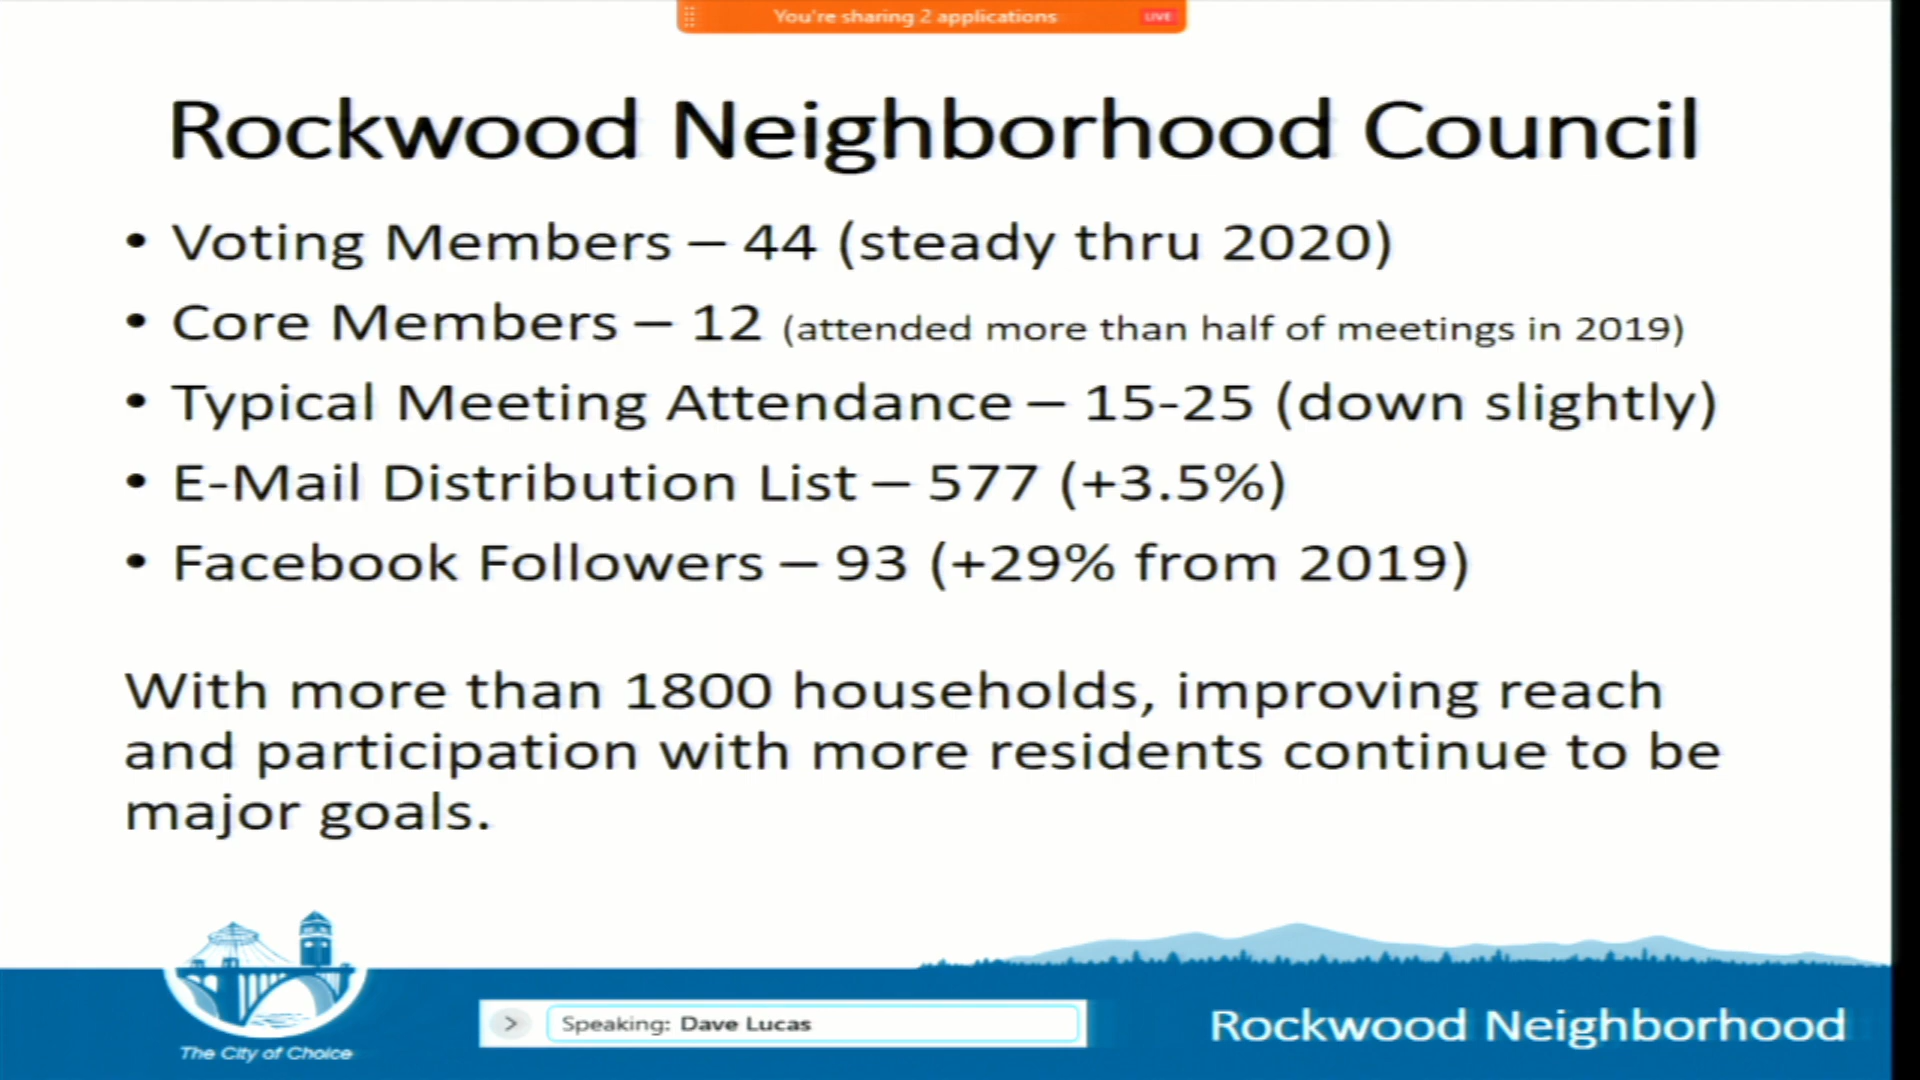 You're sharing 2 applications LIVE
Rockwood Neighborhood Council
• Voting Members – 44 (steady thru 2020)
• Core Members – 12 (attended more than half of meetings in 2019)
• Typical Meeting Attendance – 15-25 (down slightly)
• E-Mail Distribution List – 577 (+3.5%)
• Facebook Followers – 93 (+29% from 2019)
With more than 1800 households, improving reach
and participation with more residents continue to be
major goals.
Speaking: Dave Lucas
Rockwood Neighborhood
The City of Choice